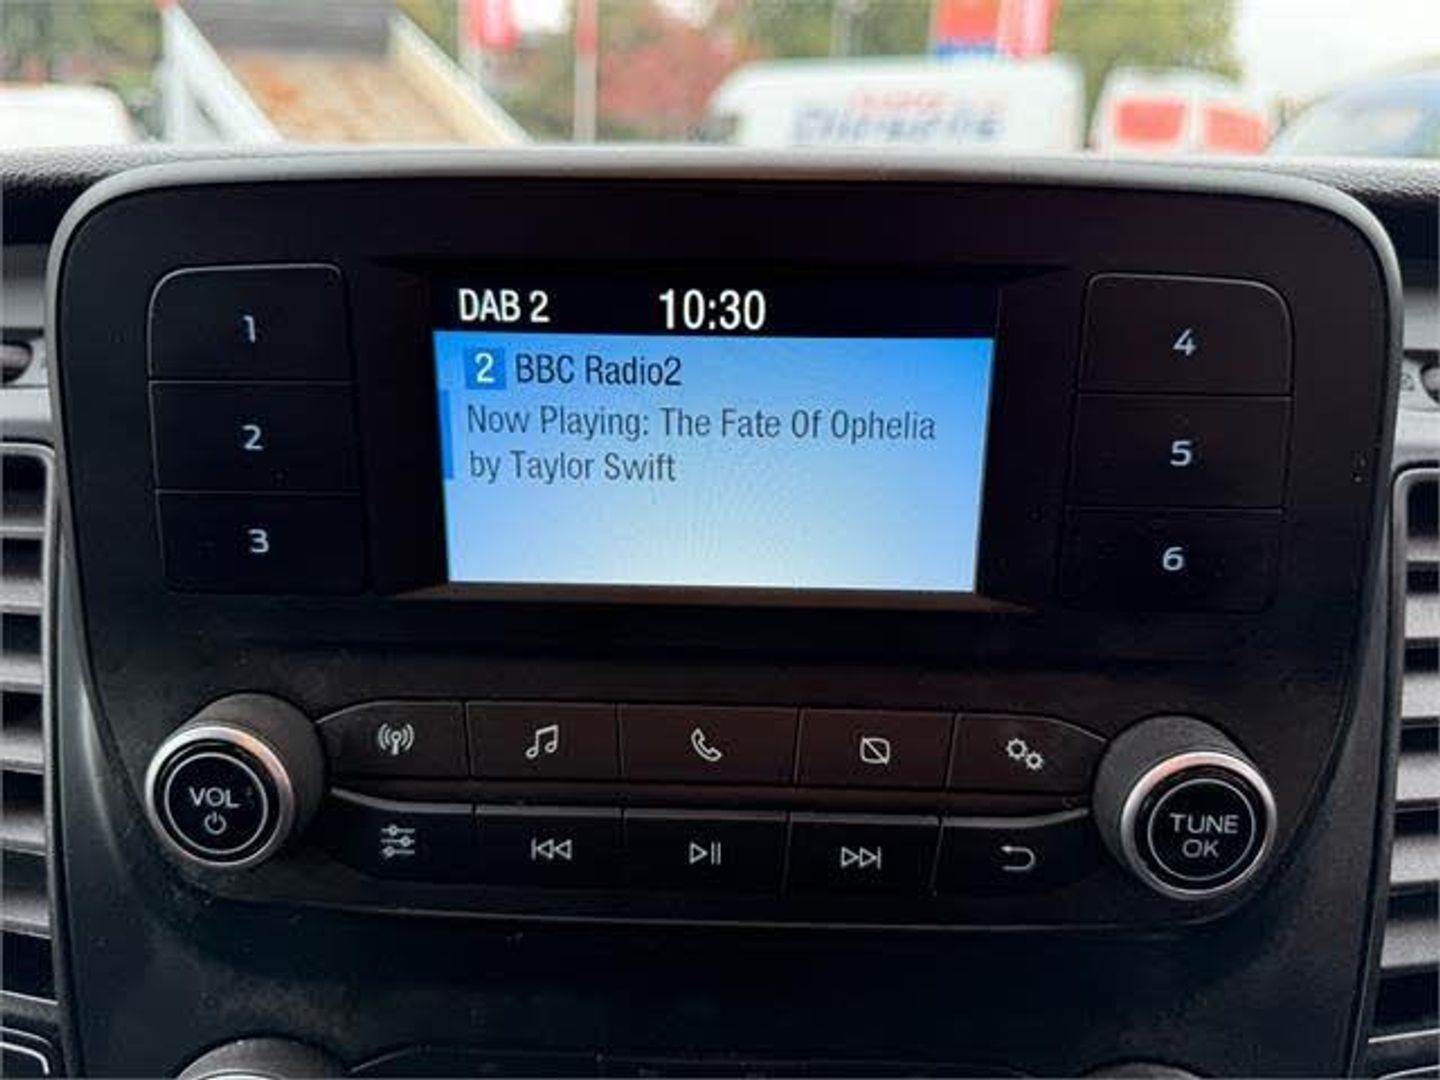 DAB 2 10:30
2 BBC Radio2
Now Playing: The Fate Of Ophelia
by Taylor Swift
1
2
3
4
5
6
VOL
TUNE
OK